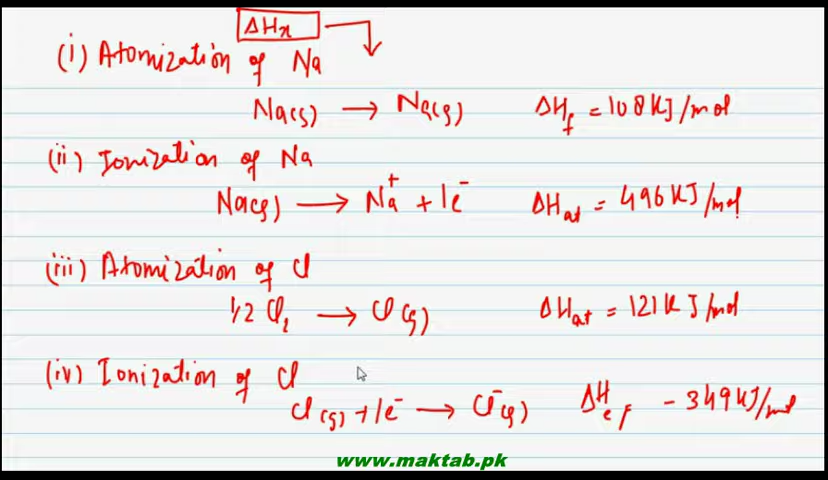 ΔHx
(i) Atomization of Na
Na(s) → Na(g) ΔHf = 108 KJ/mol
(ii) Ionization of Na
Na(g) → Na⁺ + 1e⁻ ΔHat = 496 KJ/mol
(iii) Atomization of Cl
1/2 Cl₂ → Cl(g) ΔHat = 121 KJ/mol
(iv) Ionization of Cl
Cl(g) + 1e⁻ → Cl⁻(g) ΔHef - 349 KJ/mol
www.maktab.pk